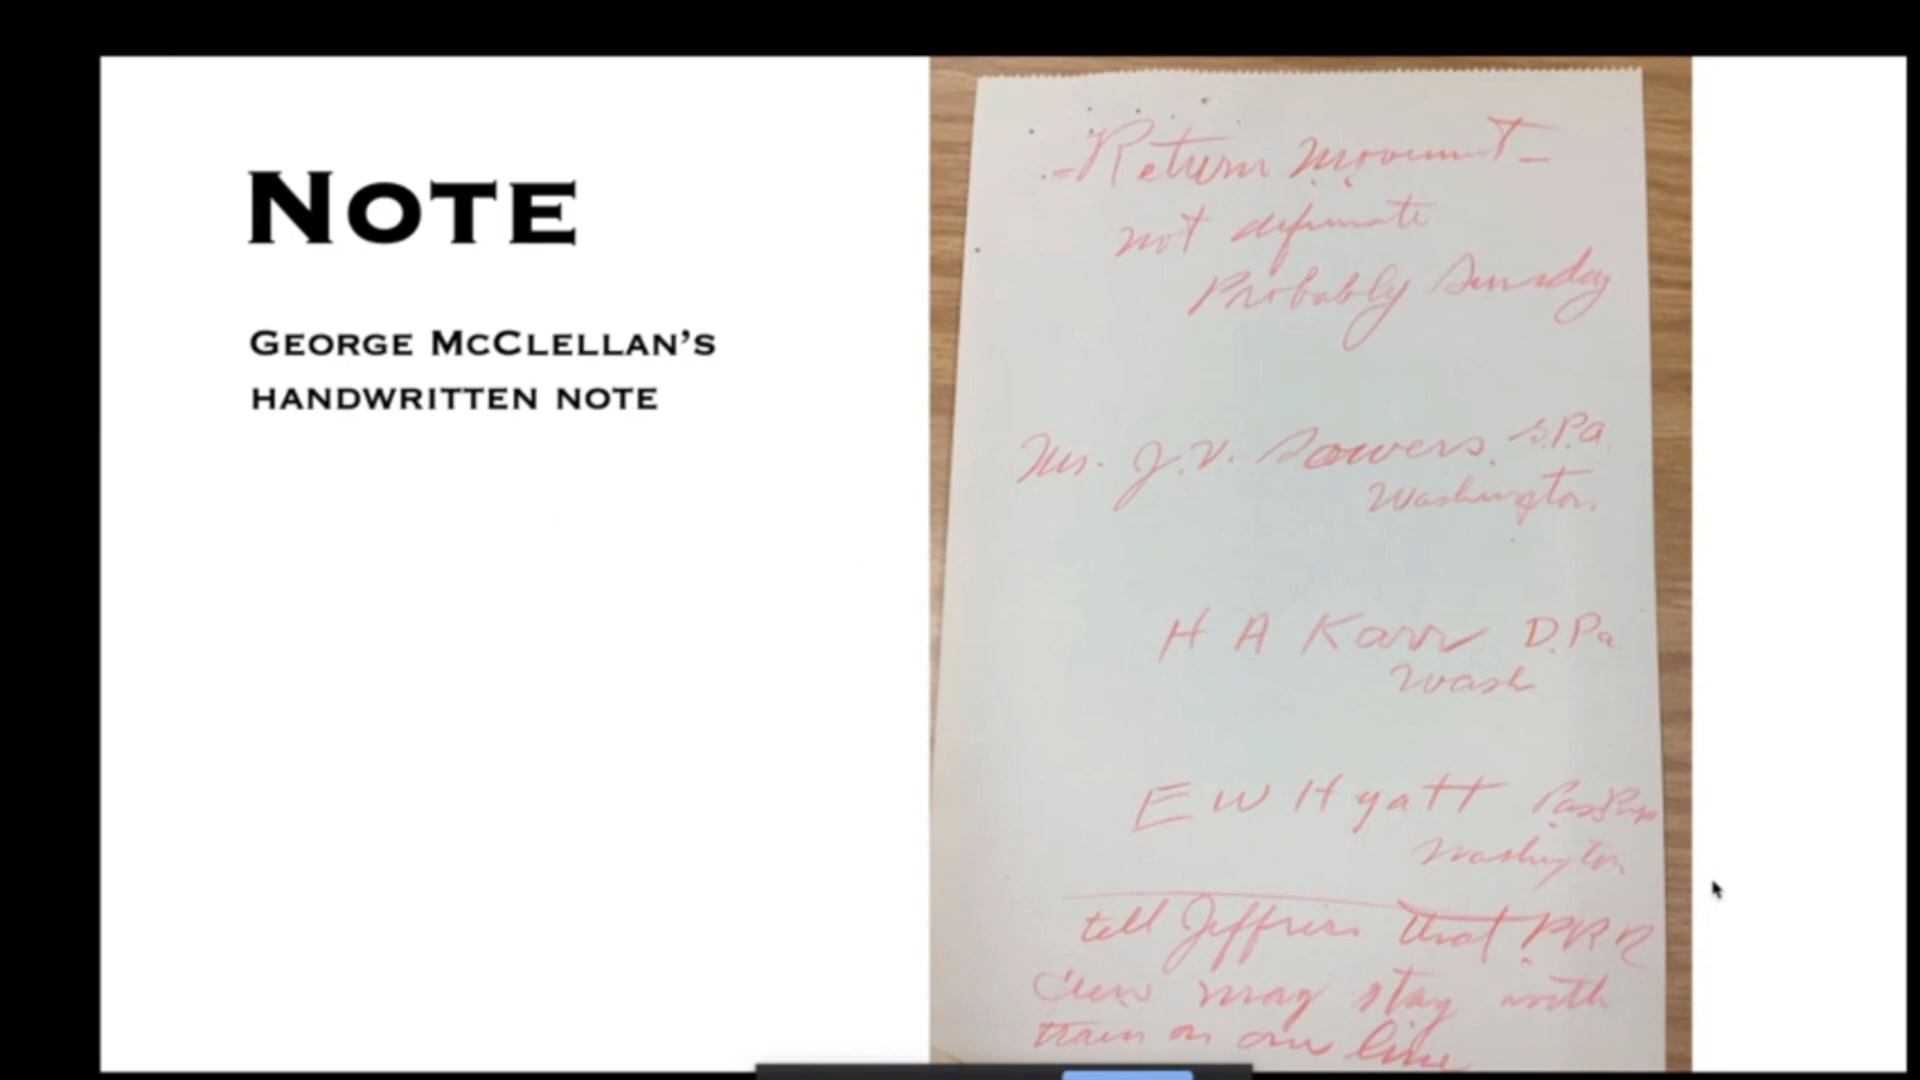 NOTE
GEORGE MCCLELLAN'S
HANDWRITTEN NOTE
- Return Movement -
not definate
Probably Sunday
Mr. J. V. Sowers. S.P.a.
Washington.
H A Karr D.Pa.
Wash
E W Hyatt
Washington
tell Jeffries that PRR
crew may stay with
train on our line